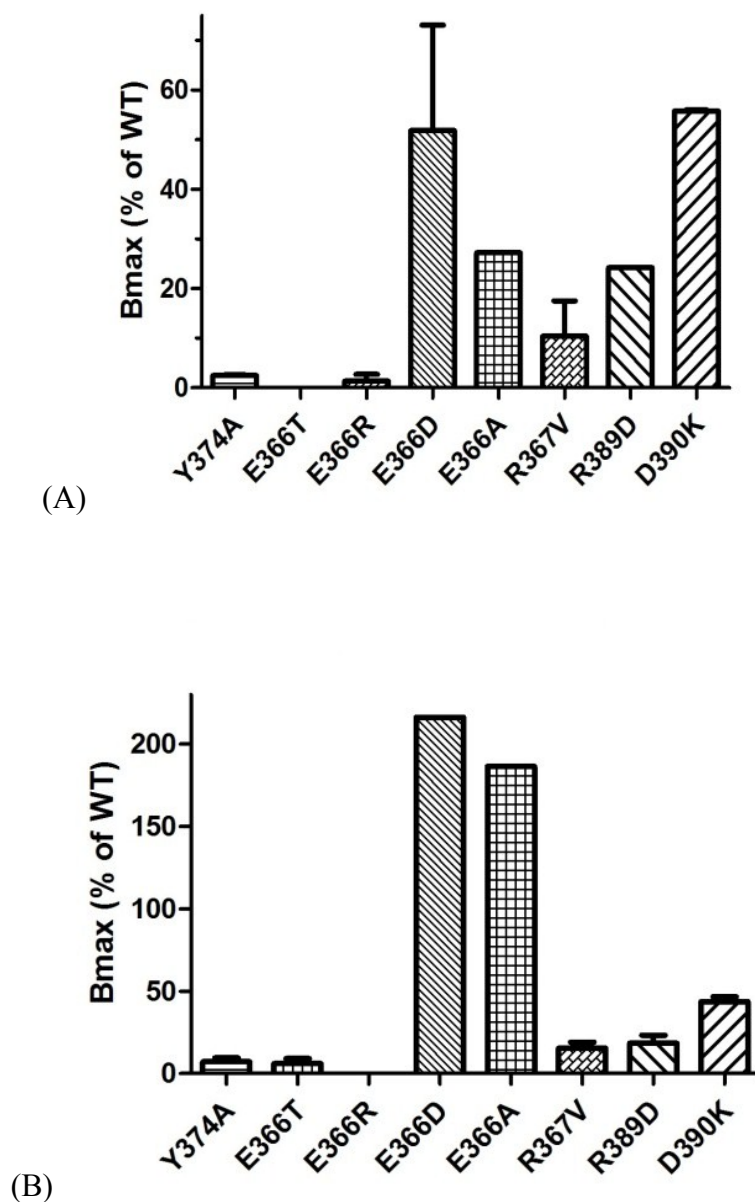 Bmax (% of WT)
60
40
20
0
Y374A
E366T
E366R
E366D
E366A
R367V
R389D
D390K
(A)
Bmax (% of WT)
200
150
100
50
0
Y374A
E366T
E366R
E366D
E366A
R367V
R389D
D390K
(B)